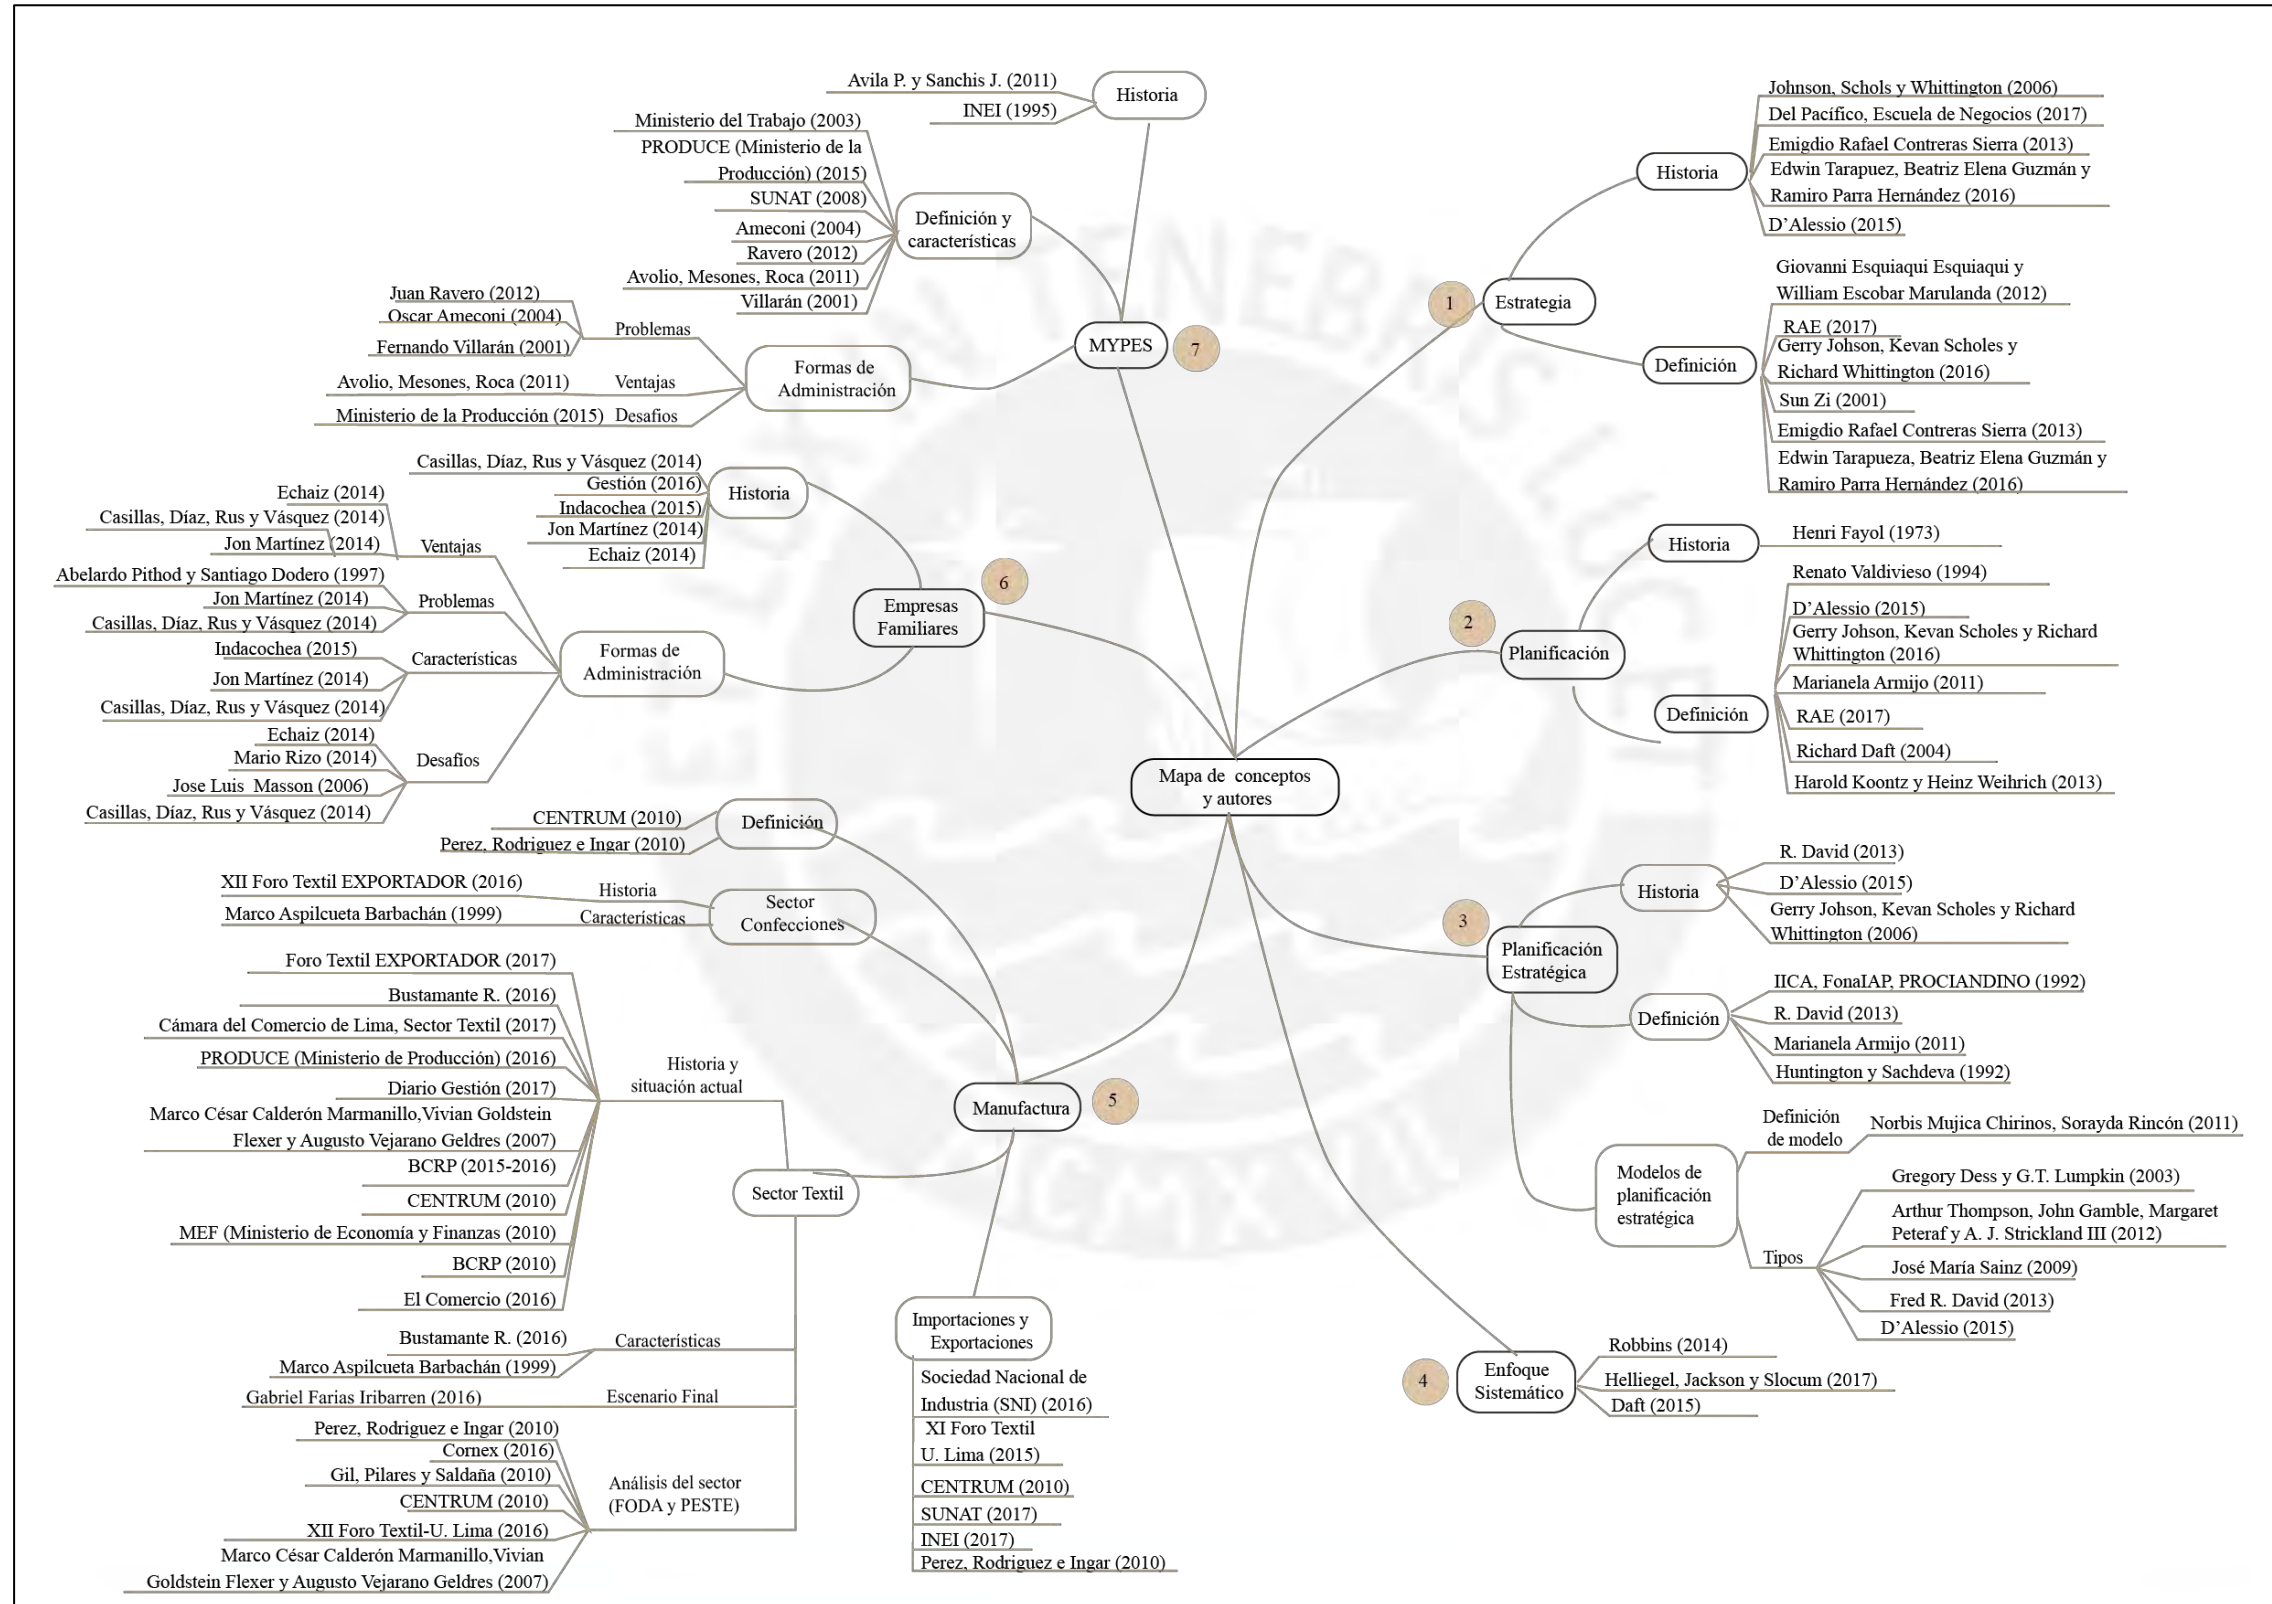 Mapa de conceptos
y autores
1
Estrategia
Historia
Johnson, Schols y Whittington (2006)
Del Pacífico, Escuela de Negocios (2017)
Emigdio Rafael Contreras Sierra (2013)
Edwin Tarapuez, Beatriz Elena Guzmán y
Ramiro Parra Hernández (2016)
D’Alessio (2015)
Definición
Giovanni Esquiaqui Esquiaqui y
William Escobar Marulanda (2012)
RAE (2017)
Gerry Johson, Kevan Scholes y
Richard Whittington (2016)
Sun Zi (2001)
Emigdio Rafael Contreras Sierra (2013)
Edwin Tarapueza, Beatriz Elena Guzmán y
Ramiro Parra Hernández (2016)
2
Planificación
Historia
Henri Fayol (1973)
Definición
Renato Valdivieso (1994)
D’Alessio (2015)
Gerry Johson, Kevan Scholes y Richard
Whittington (2016)
Marianela Armijo (2011)
RAE (2017)
Richard Daft (2004)
Harold Koontz y Heinz Weihrich (2013)
3
Planificación
Estratégica
Historia
R. David (2013)
D’Alessio (2015)
Gerry Johson, Kevan Scholes y Richard
Whittington (2006)
Definición
IICA, FonaIAP, PROCIANDINO (1992)
R. David (2013)
Marianela Armijo (2011)
Huntington y Sachdeva (1992)
Modelos de
planificación
estratégica
Definición
de modelo
Norbis Mujica Chirinos, Sorayda Rincón (2011)
Tipos
Gregory Dess y G.T. Lumpkin (2003)
Arthur Thompson, John Gamble, Margaret
Peteraf y A. J. Strickland III (2012)
José María Sainz (2009)
Fred R. David (2013)
D’Alessio (2015)
4
Enfoque
Sistemático
Robbins (2014)
Helliegel, Jackson y Slocum (2017)
Daft (2015)
5
Manufactura
Definición
CENTRUM (2010)
Perez, Rodriguez e Ingar (2010)
Sector
Confecciones
Historia
XII Foro Textil EXPORTADOR (2016)
Características
Marco Aspilcueta Barbachán (1999)
Sector Textil
Historia y
situación actual
Foro Textil EXPORTADOR (2017)
Bustamante R. (2016)
Cámara del Comercio de Lima, Sector Textil (2017)
PRODUCE (Ministerio de Producción) (2016)
Diario Gestión (2017)
Marco César Calderón Marmanillo,Vivian Goldstein
Flexer y Augusto Vejarano Geldres (2007)
BCRP (2015-2016)
CENTRUM (2010)
MEF (Ministerio de Economía y Finanzas (2010)
BCRP (2010)
El Comercio (2016)
Características
Bustamante R. (2016)
Marco Aspilcueta Barbachán (1999)
Escenario Final
Gabriel Farias Iribarren (2016)
Análisis del sector
(FODA y PESTE)
Perez, Rodriguez e Ingar (2010)
Cornex (2016)
Gil, Pilares y Saldaña (2010)
CENTRUM (2010)
XII Foro Textil-U. Lima (2016)
Marco César Calderón Marmanillo,Vivian
Goldstein Flexer y Augusto Vejarano Geldres (2007)
Importaciones y
Exportaciones
Sociedad Nacional de
Industria (SNI) (2016)
XI Foro Textil
U. Lima (2015)
CENTRUM (2010)
SUNAT (2017)
INEI (2017)
Perez, Rodriguez e Ingar (2010)
6
Empresas
Familiares
Historia
Casillas, Díaz, Rus y Vásquez (2014)
Gestión (2016)
Indacochea (2015)
Jon Martínez (2014)
Echaiz (2014)
Formas de
Administración
Ventajas
Echaiz (2014)
Casillas, Díaz, Rus y Vásquez (2014)
Jon Martínez (2014)
Problemas
Abelardo Pithod y Santiago Dodero (1997)
Jon Martínez (2014)
Casillas, Díaz, Rus y Vásquez (2014)
Características
Indacochea (2015)
Jon Martínez (2014)
Casillas, Díaz, Rus y Vásquez (2014)
Desafíos
Echaiz (2014)
Mario Rizo (2014)
Jose Luis Masson (2006)
Casillas, Díaz, Rus y Vásquez (2014)
7
MYPES
Historia
Avila P. y Sanchis J. (2011)
INEI (1995)
Definición y
características
Ministerio del Trabajo (2003)
PRODUCE (Ministerio de la
Producción) (2015)
SUNAT (2008)
Ameconi (2004)
Ravero (2012)
Avolio, Mesones, Roca (2011)
Villarán (2001)
Formas de
Administración
Problemas
Juan Ravero (2012)
Oscar Ameconi (2004)
Fernando Villarán (2001)
Ventajas
Avolio, Mesones, Roca (2011)
Desafíos
Ministerio de la Producción (2015)
ET LUX IN TENEBRIS LUCET
MCMXVII